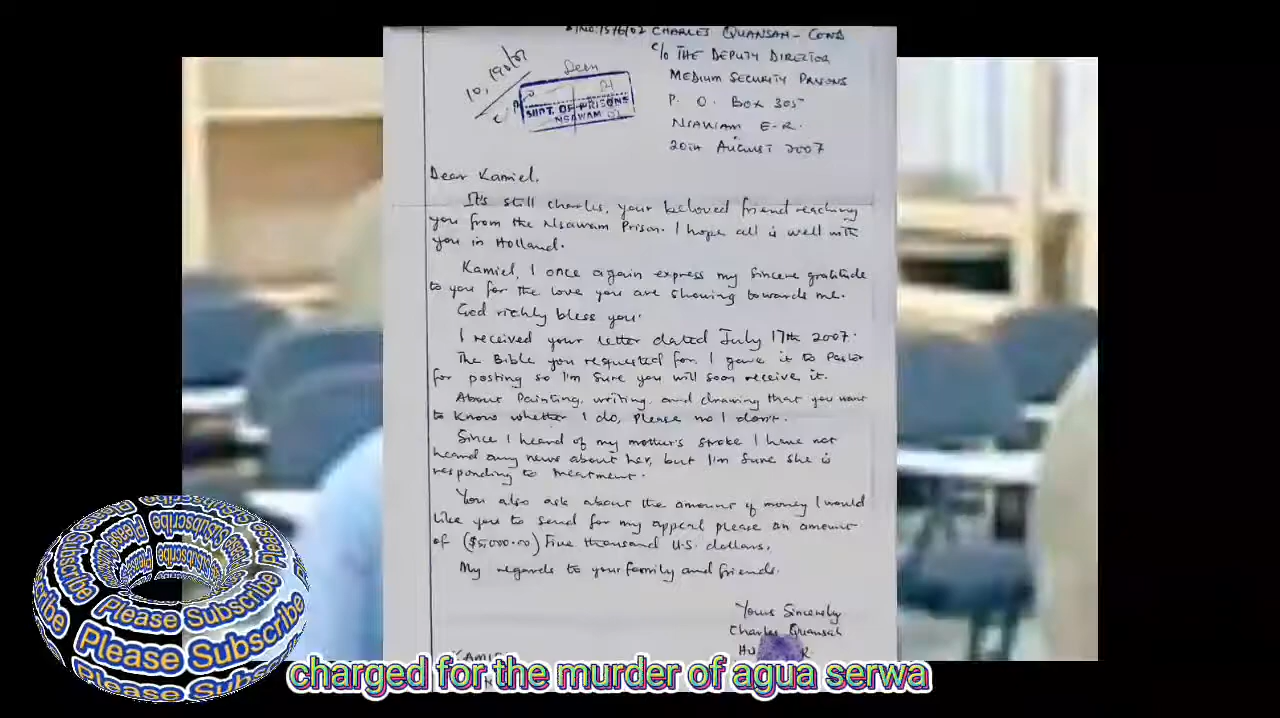 CHARLES QUANSAH - COND
C/O THE DEPUTY DIRECTOR
MEDIUM SECURITY PRISONS
P. O. BOX 305
NSAWAM E-R.
20TH AUGUST 2007
Seen
SUPT. OF PRISONS
NSAWAM
Dear Kamiel,
It's still Charles, your beloved friend reaching
you from the Nsawam Prison. I hope all is well with
you in Holland.
Kamiel, I once again express my sincere gratitude
to you for the love you are showing towards me.
God richly bless you.
I received your letter dated July 17th 2007.
The Bible you requested for, I gave it to Pastor
for posting so I'm sure you will soon receive it.
About Painting, writing, and drawing that you want
to know whether I do, please no I don't.
Since I heard of my mother's stroke I have not
heard any news about her, but I'm sure she is
responding to treatment.
You also ask about the amount of money I would
like you to send for my appeal please an amount
of ($5,000.00) Five thousand U.S. dollars.
My regards to your family and friends.
Yours Sincerely
Charles Quansah
Please Subscribe
Please Subscribe
charged for the murder of agua serwa